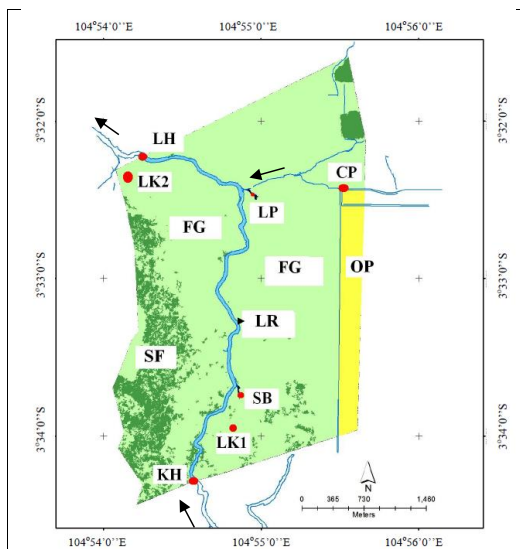 104°54'0"E 104°55'0"E 104°56'0"E
3°32'0"S 3°32'0"S
LH
LK2
CP
LP
FG
FG
OP
3°33'0"S 3°33'0"S
LR
SF
SB
3°34'0"S 3°34'0"S
LK1
KH
N
0 365 730 1,460
Meters
104°54'0"E 104°55'0"E 104°56'0"E